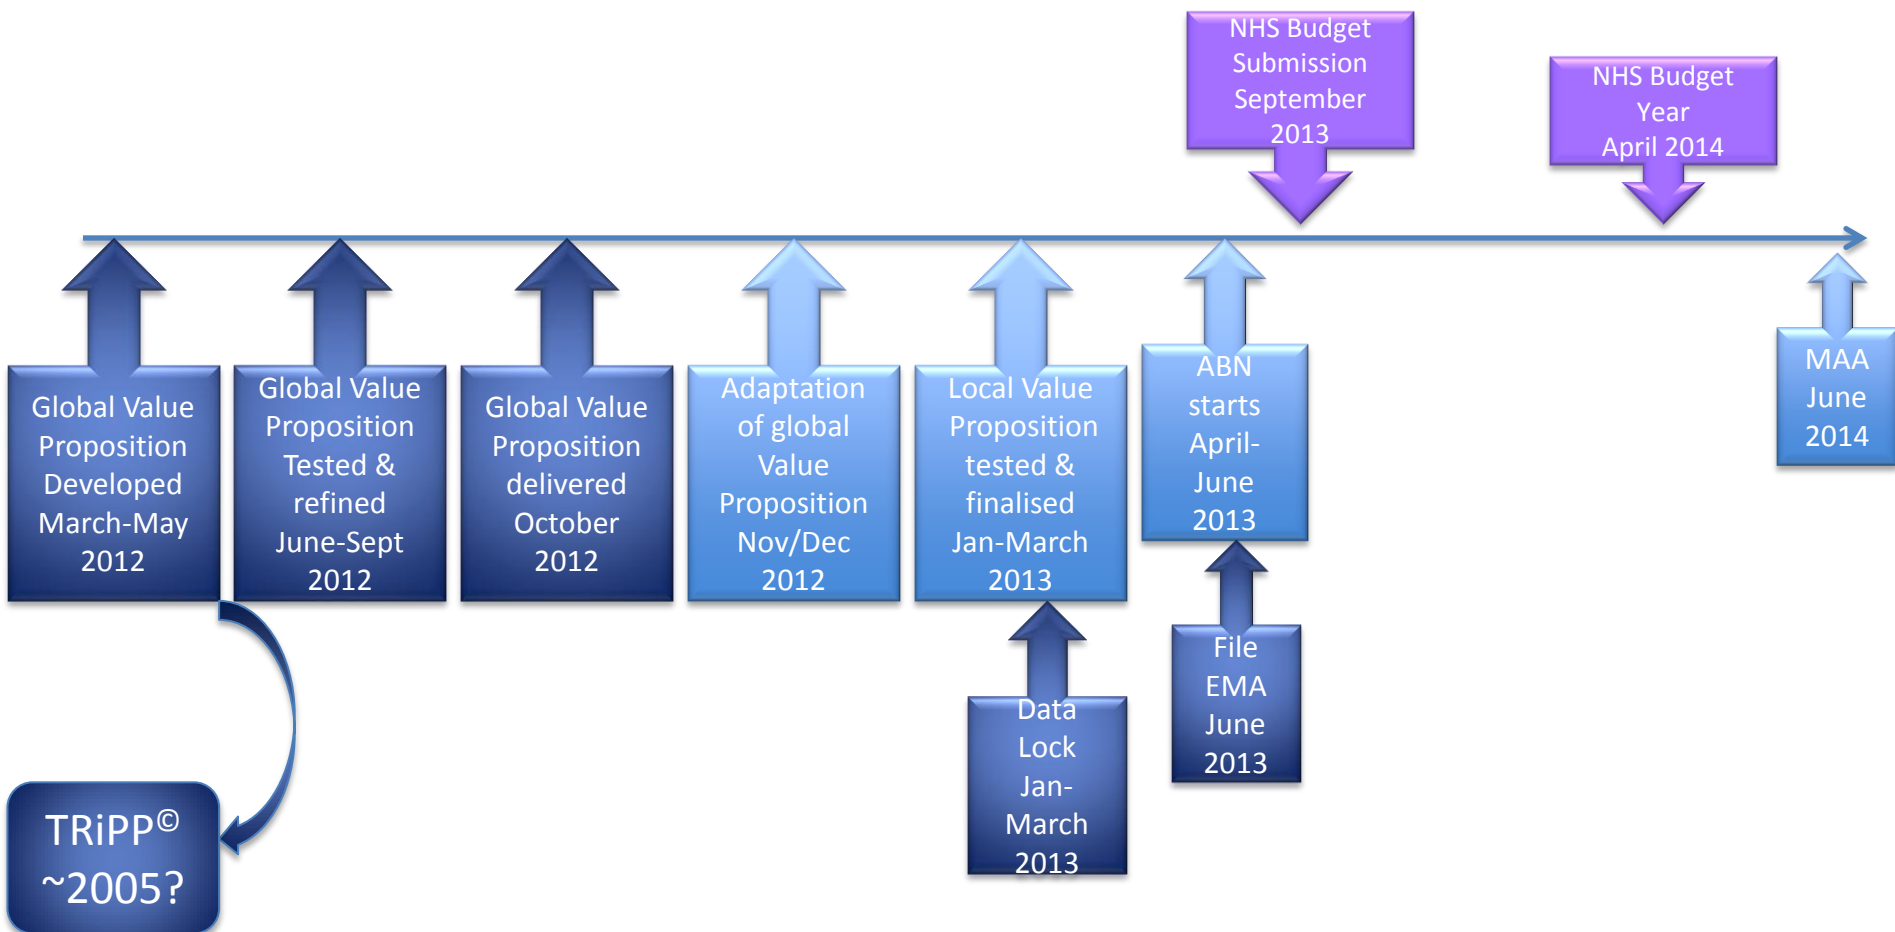 NHS Budget
Submission
September
2013
NHS Budget
Year
April 2014
Global Value
Proposition
Developed
March-May
2012
Global Value
Proposition
Tested &
refined
June-Sept
2012
Global Value
Proposition
delivered
October
2012
Adaptation
of global
Value
Proposition
Nov/Dec
2012
Local Value
Proposition
tested &
finalised
Jan-March
2013
ABN
starts
April-
June
2013
MAA
June
2014
Data
Lock
Jan-
March
2013
File
EMA
June
2013
TRiPP©
~2005?